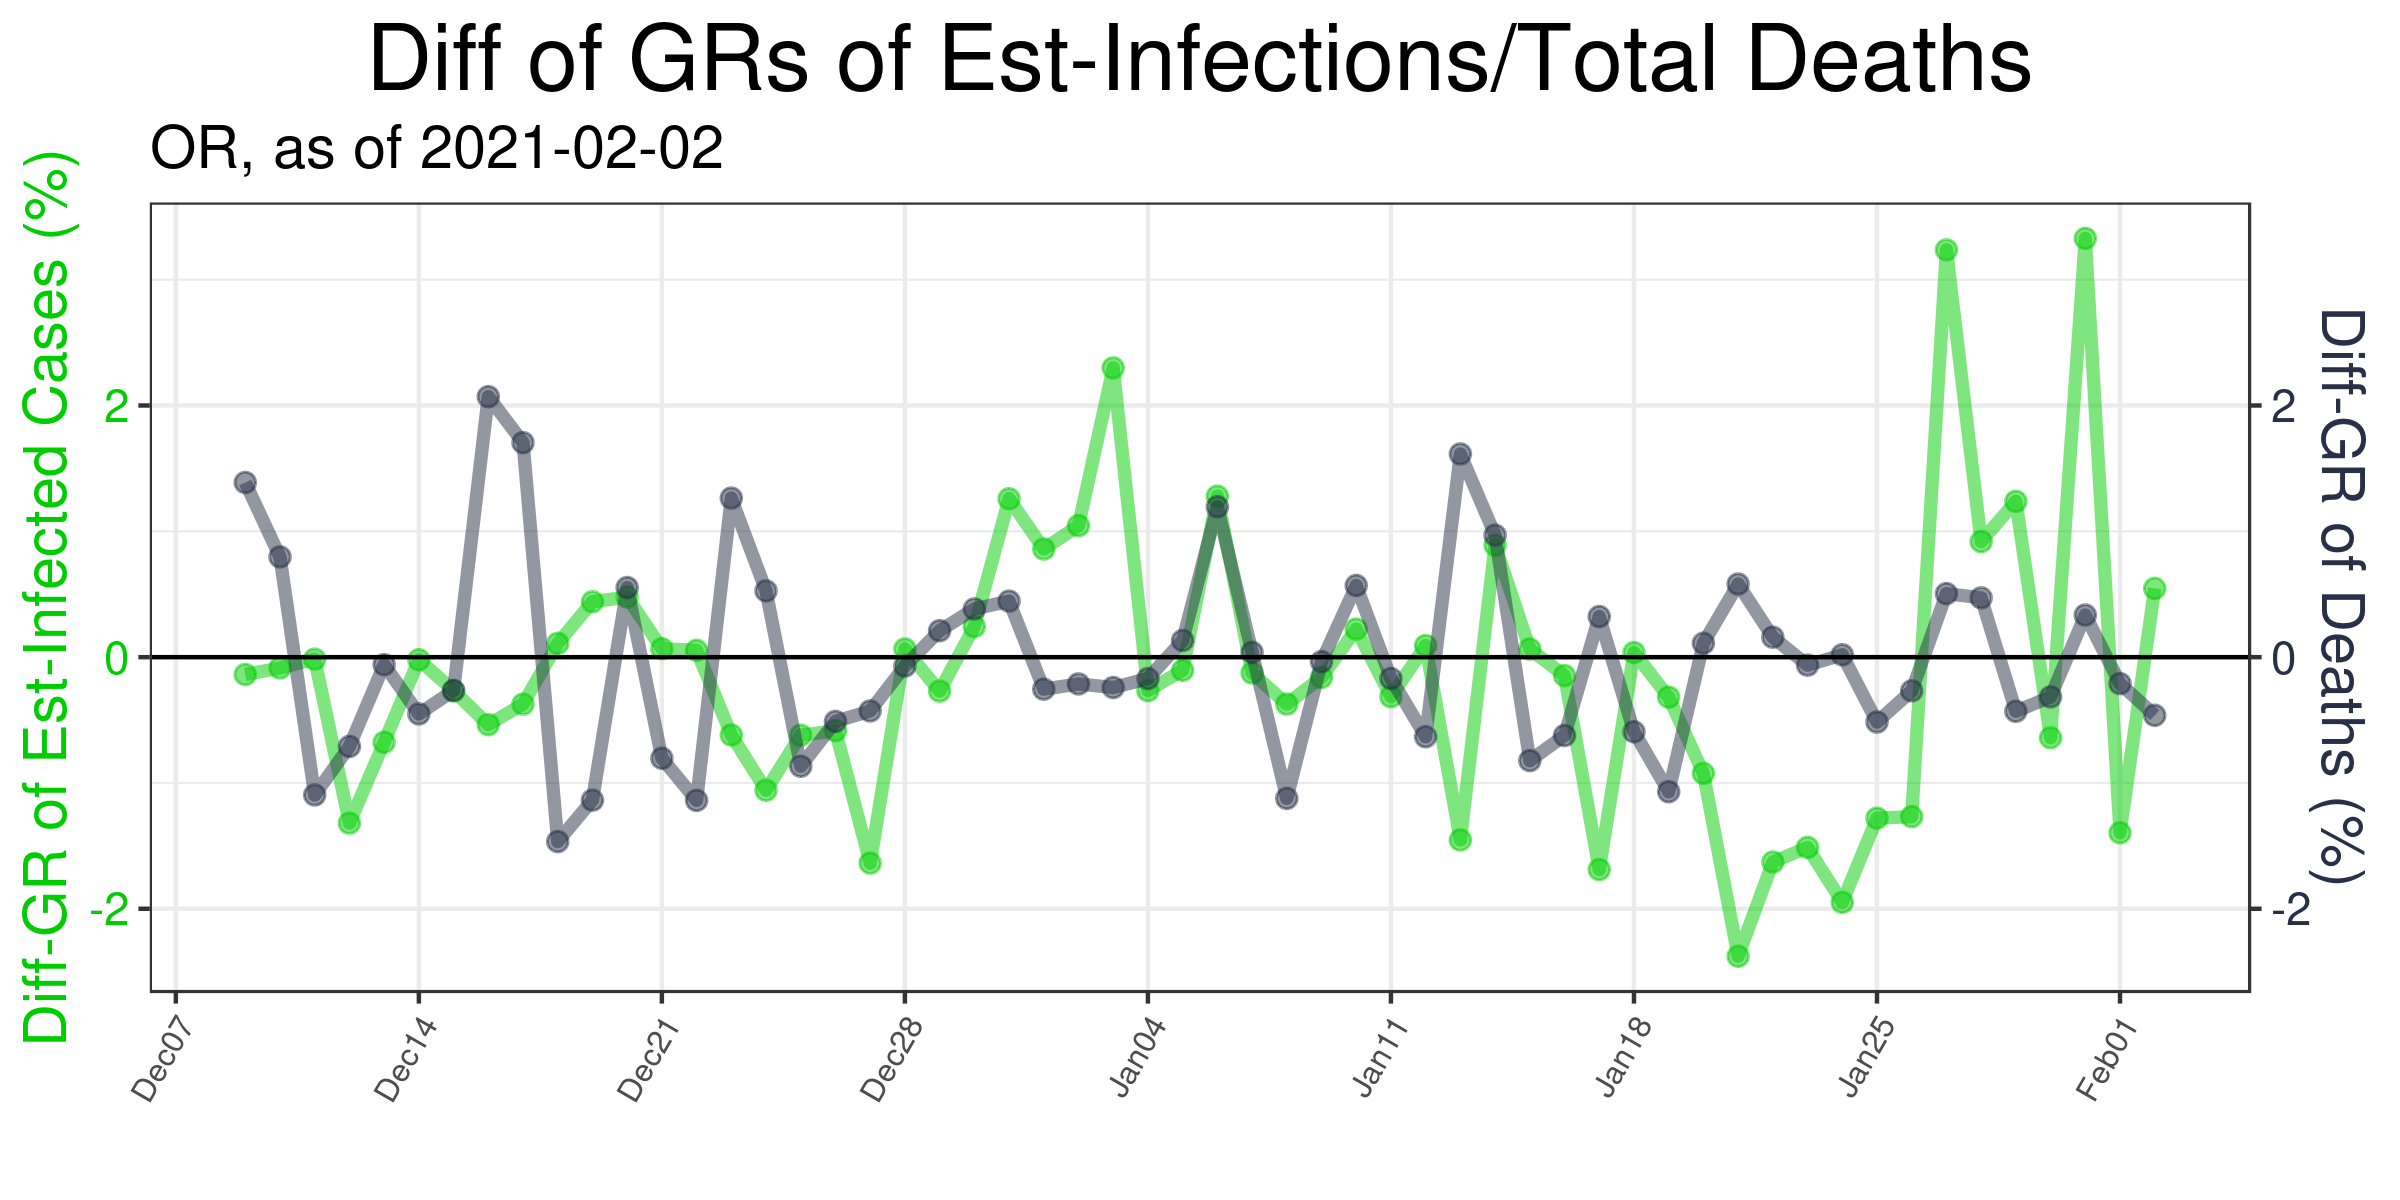 Diff of GRs of Est-Infections/Total Deaths
OR, as of 2021-02-02
Diff-GR of Est-Infected Cases (%)
2
0
-2
2
0
-2
Diff-GR of Deaths (%)
Dec07
Dec14
Dec21
Dec28
Jan04
Jan11
Jan18
Jan25
Feb01